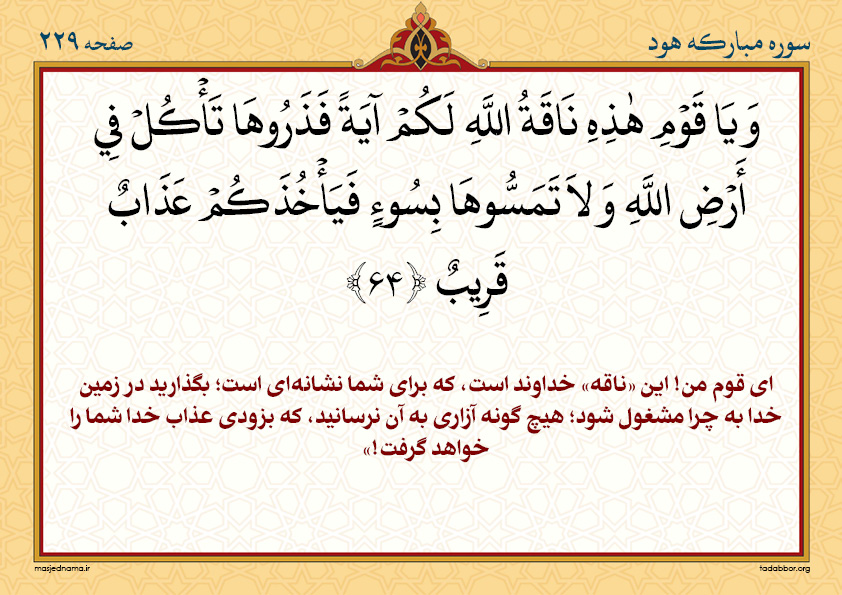 سوره مبارکه هود
صفحه ۲۲۹
وَ يَا قَوْمِ هٰذِهِ نَاقَةُ اللَّهِ لَكُمْ آيَةً فَذَرُوهَا تَأْكُلْ فِي
أَرْضِ اللَّهِ وَ لاَ تَمَسُّوهَا بِسُوءٍ فَيَأْخُذَكُمْ عَذَابٌ
قَرِيبٌ ﴿۶۴﴾
ای قوم من! این «ناقه» خداوند است، که برای شما نشانه‌ای است؛ بگذارید در زمین
خدا به چرا مشغول شود؛ هیچ گونه آزاری به آن نرسانید، که بزودی عذاب خدا شما را
خواهد گرفت!»
masjednama.ir
tadabbor.org